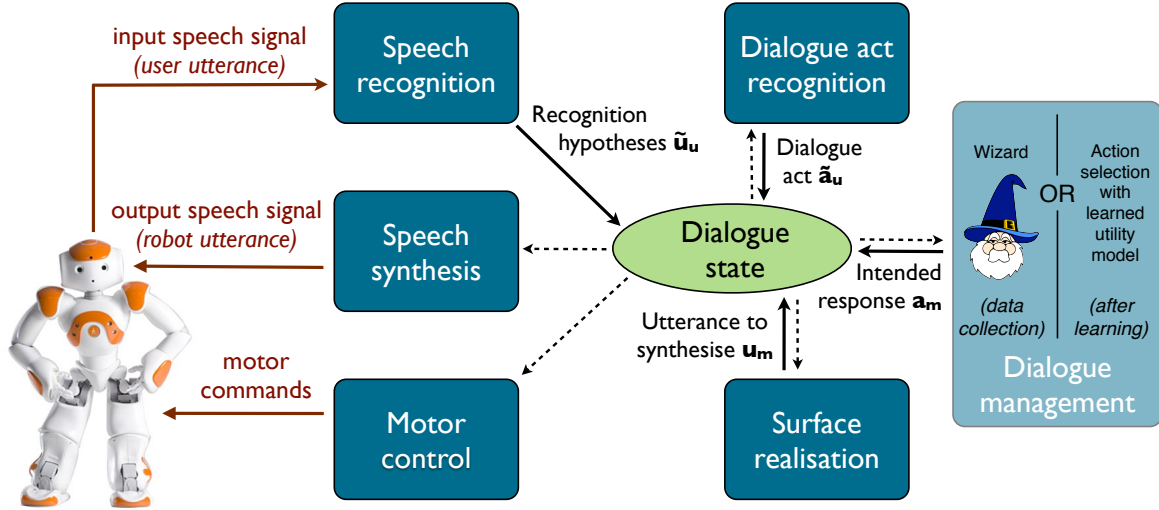 input speech signal
(user utterance)
Speech
recognition
Dialogue act
recognition
Recognition
hypotheses ũu
Dialogue
act ãu
Wizard
OR
Action
selection
with
learned
utility
model
(data
collection)
(after
learning)
Dialogue
management
output speech signal
(robot utterance)
Speech
synthesis
Dialogue
state
Intended
response am
Utterance to
synthesise um
motor
commands
Motor
control
Surface
realisation